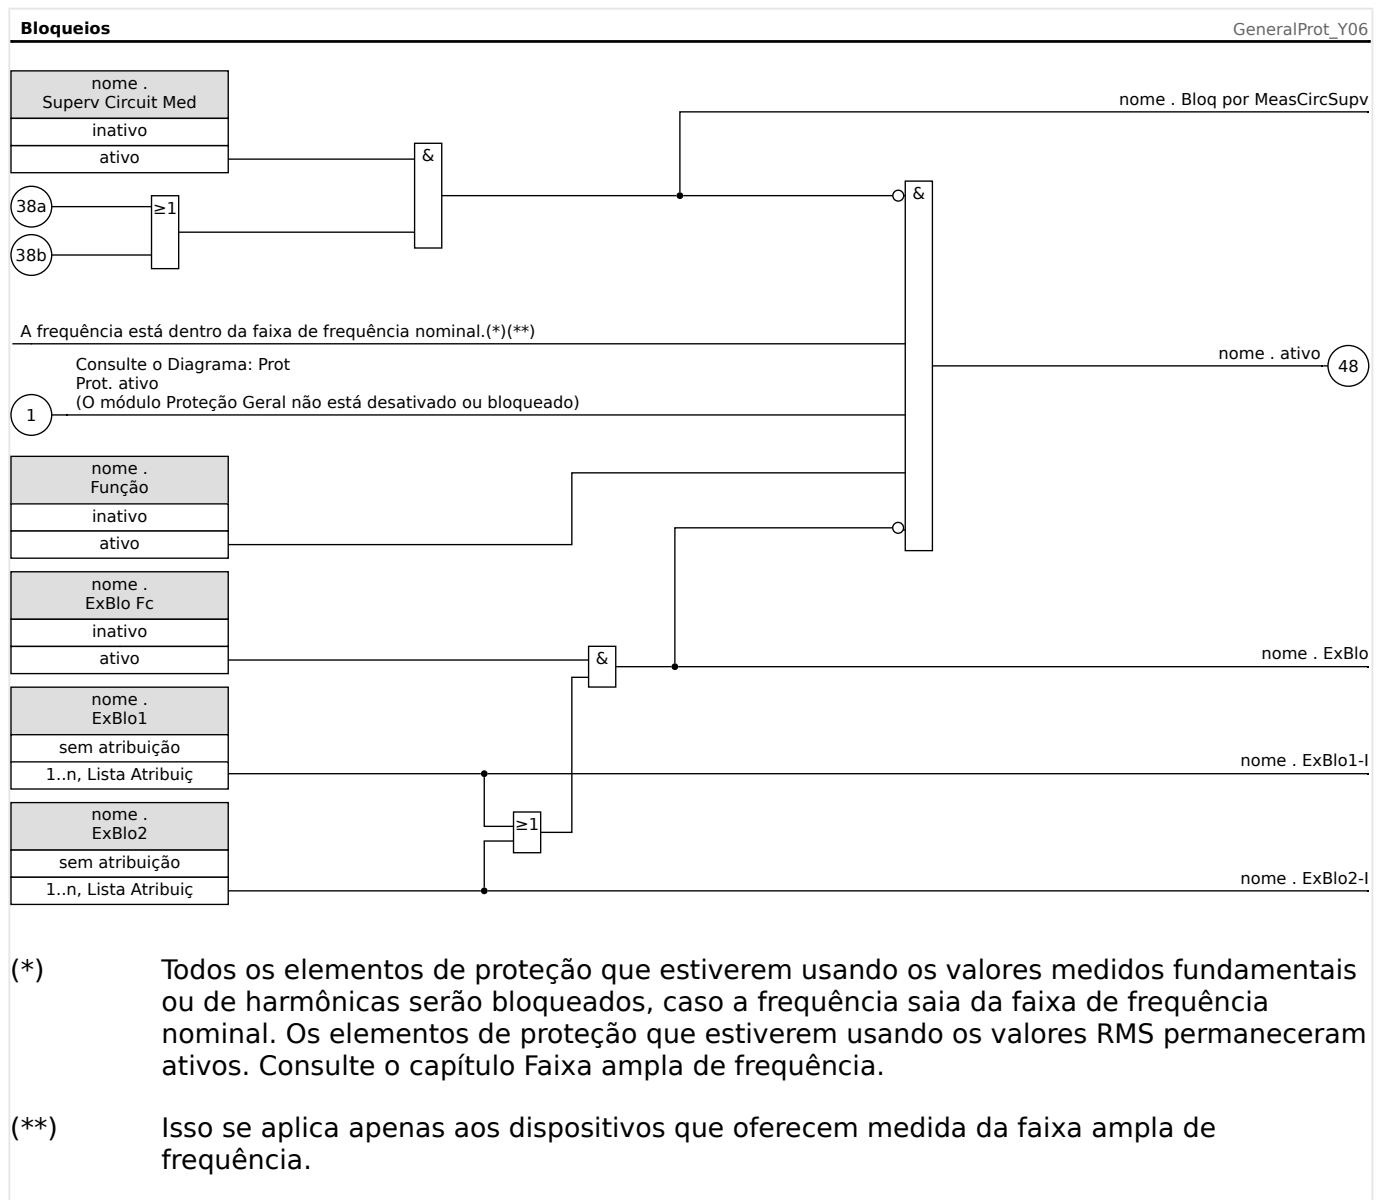 Bloqueios
GeneralProt_Y06
nome .
Superv Circuit Med
inativo
ativo
nome . Bloq por MeasCircSupv
&
&
38a
≥1
38b
A frequência está dentro da faixa de frequência nominal.(*)(**)
Consulte o Diagrama: Prot
Prot. ativo
(O módulo Proteção Geral não está desativado ou bloqueado)
1
nome . ativo
48
nome .
Função
inativo
ativo
nome .
ExBlo Fc
inativo
ativo
&
nome . ExBlo
nome .
ExBlo1
sem atribuição
1..n, Lista Atribuiç
nome . ExBlo1-I
≥1
nome .
ExBlo2
sem atribuição
1..n, Lista Atribuiç
nome . ExBlo2-I
(*) Todos os elementos de proteção que estiverem usando os valores medidos fundamentais
ou de harmônicas serão bloqueados, caso a frequência saia da faixa de frequência
nominal. Os elementos de proteção que estiverem usando os valores RMS permaneceram
ativos. Consulte o capítulo Faixa ampla de frequência.
(**) Isso se aplica apenas aos dispositivos que oferecem medida da faixa ampla de
frequência.